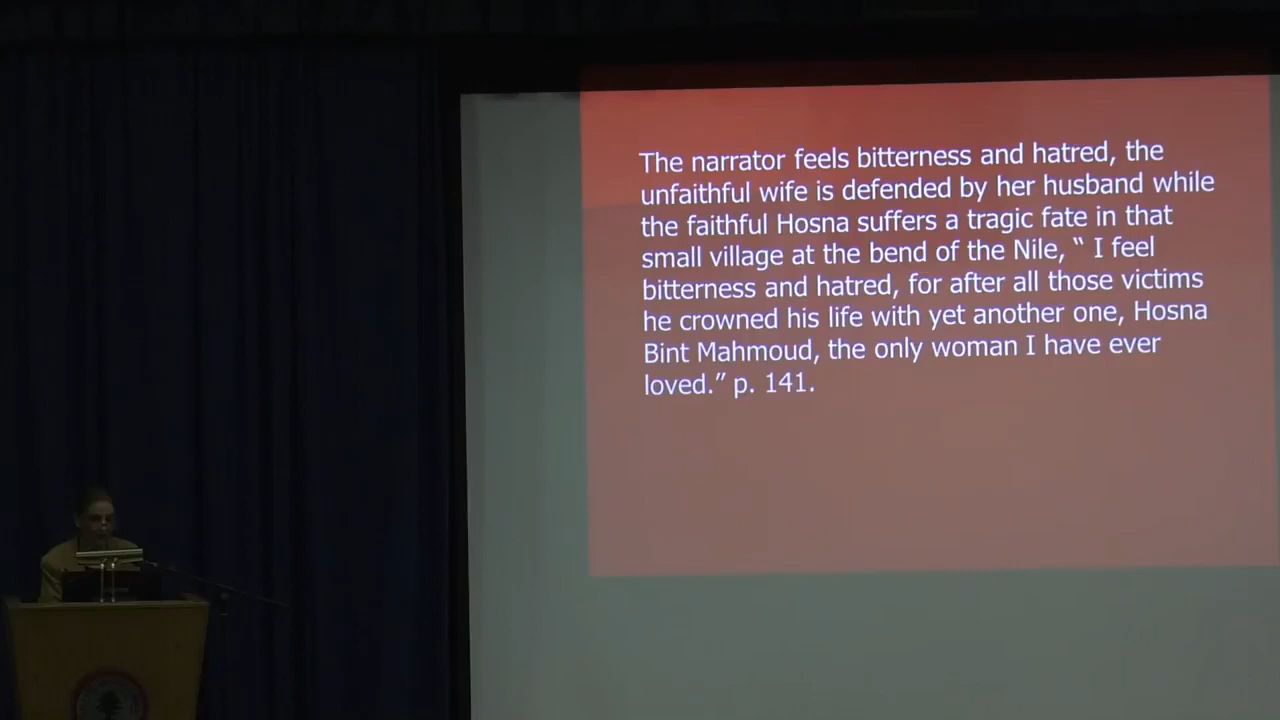 The narrator feels bitterness and hatred, the
unfaithful wife is defended by her husband while
the faithful Hosna suffers a tragic fate in that
small village at the bend of the Nile, “ I feel
bitterness and hatred, for after all those victims
he crowned his life with yet another one, Hosna
Bint Mahmoud, the only woman I have ever
loved.” p. 141.